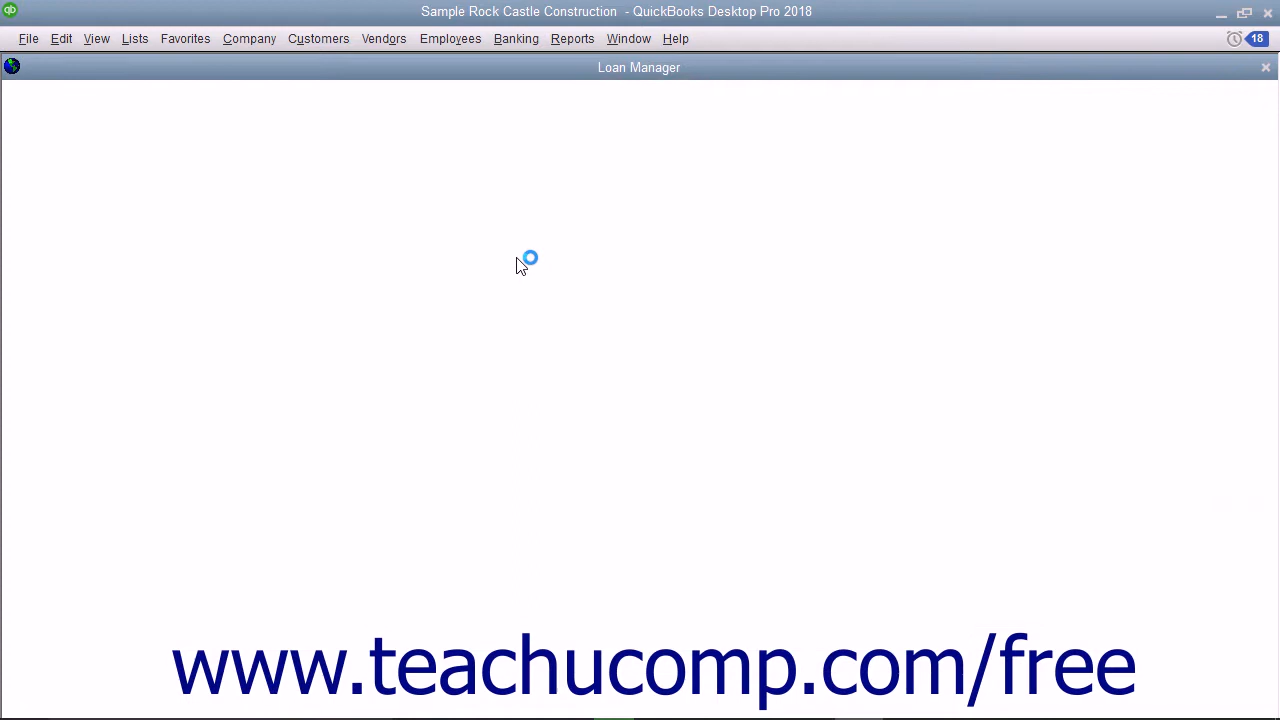 qb
Sample Rock Castle Construction - QuickBooks Desktop Pro 2018
File Edit View Lists Favorites Company Customers Vendors Employees Banking Reports Window Help
18
Loan Manager
www.teachucomp.com/free